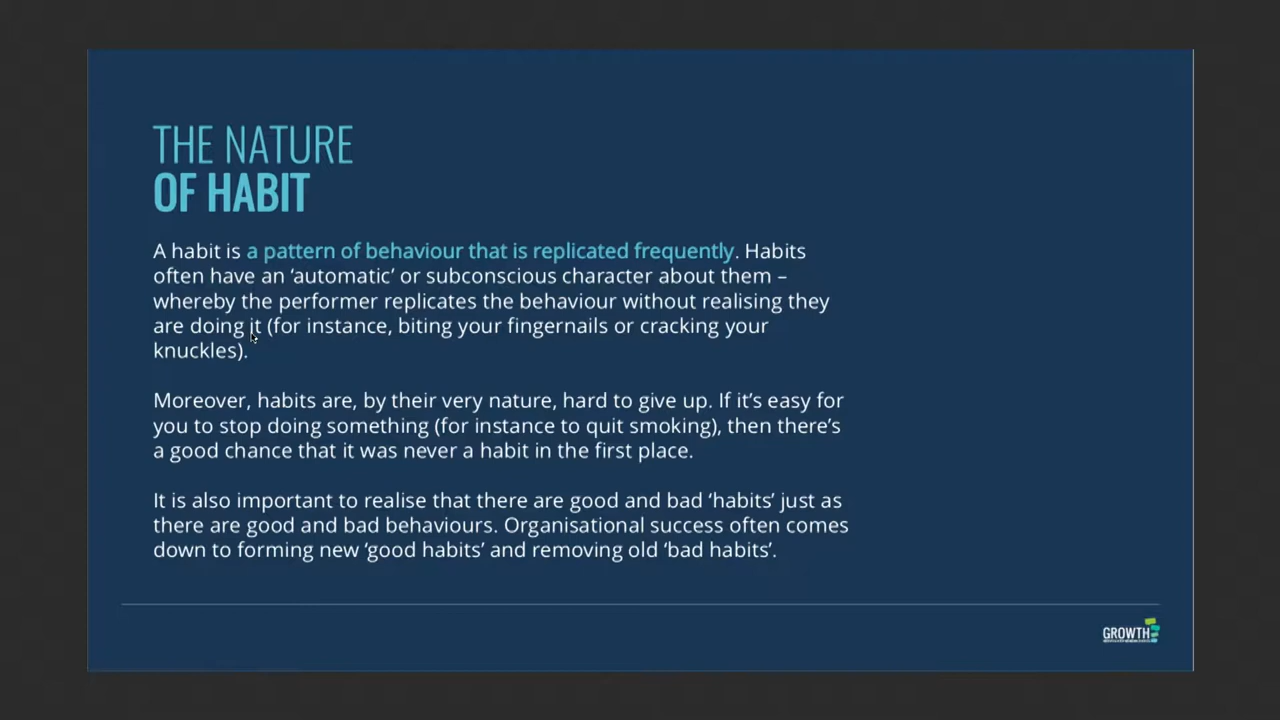 THE NATURE
OF HABIT
A habit is a pattern of behaviour that is replicated frequently. Habits
often have an ‘automatic’ or subconscious character about them –
whereby the performer replicates the behaviour without realising they
are doing it (for instance, biting your fingernails or cracking your
knuckles).
Moreover, habits are, by their very nature, hard to give up. If it’s easy for
you to stop doing something (for instance to quit smoking), then there’s
a good chance that it was never a habit in the first place.
It is also important to realise that there are good and bad ‘habits’ just as
there are good and bad behaviours. Organisational success often comes
down to forming new ‘good habits’ and removing old ‘bad habits’.
GROWTH